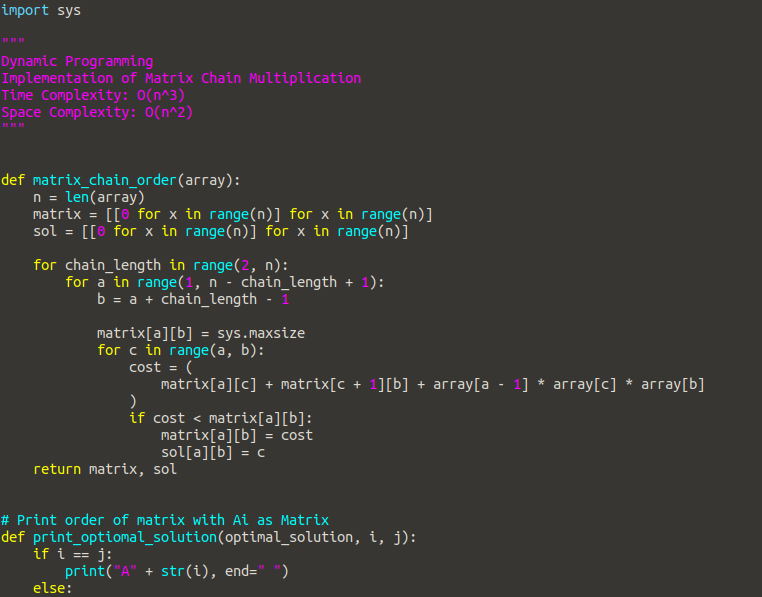 import sys

"""
Dynamic Programming
Implementation of Matrix Chain Multiplication
Time Complexity: O(n^3)
Space Complexity: O(n^2)
"""


def matrix_chain_order(array):
    n = len(array)
    matrix = [[0 for x in range(n)] for x in range(n)]
    sol = [[0 for x in range(n)] for x in range(n)]

    for chain_length in range(2, n):
        for a in range(1, n - chain_length + 1):
            b = a + chain_length - 1

            matrix[a][b] = sys.maxsize
            for c in range(a, b):
                cost = (
                    matrix[a][c] + matrix[c + 1][b] + array[a - 1] * array[c] * array[b]
                )
                if cost < matrix[a][b]:
                    matrix[a][b] = cost
                    sol[a][b] = c
    return matrix, sol


# Print order of matrix with Ai as Matrix
def print_optiomal_solution(optimal_solution, i, j):
    if i == j:
        print("A" + str(i), end=" ")
    else: